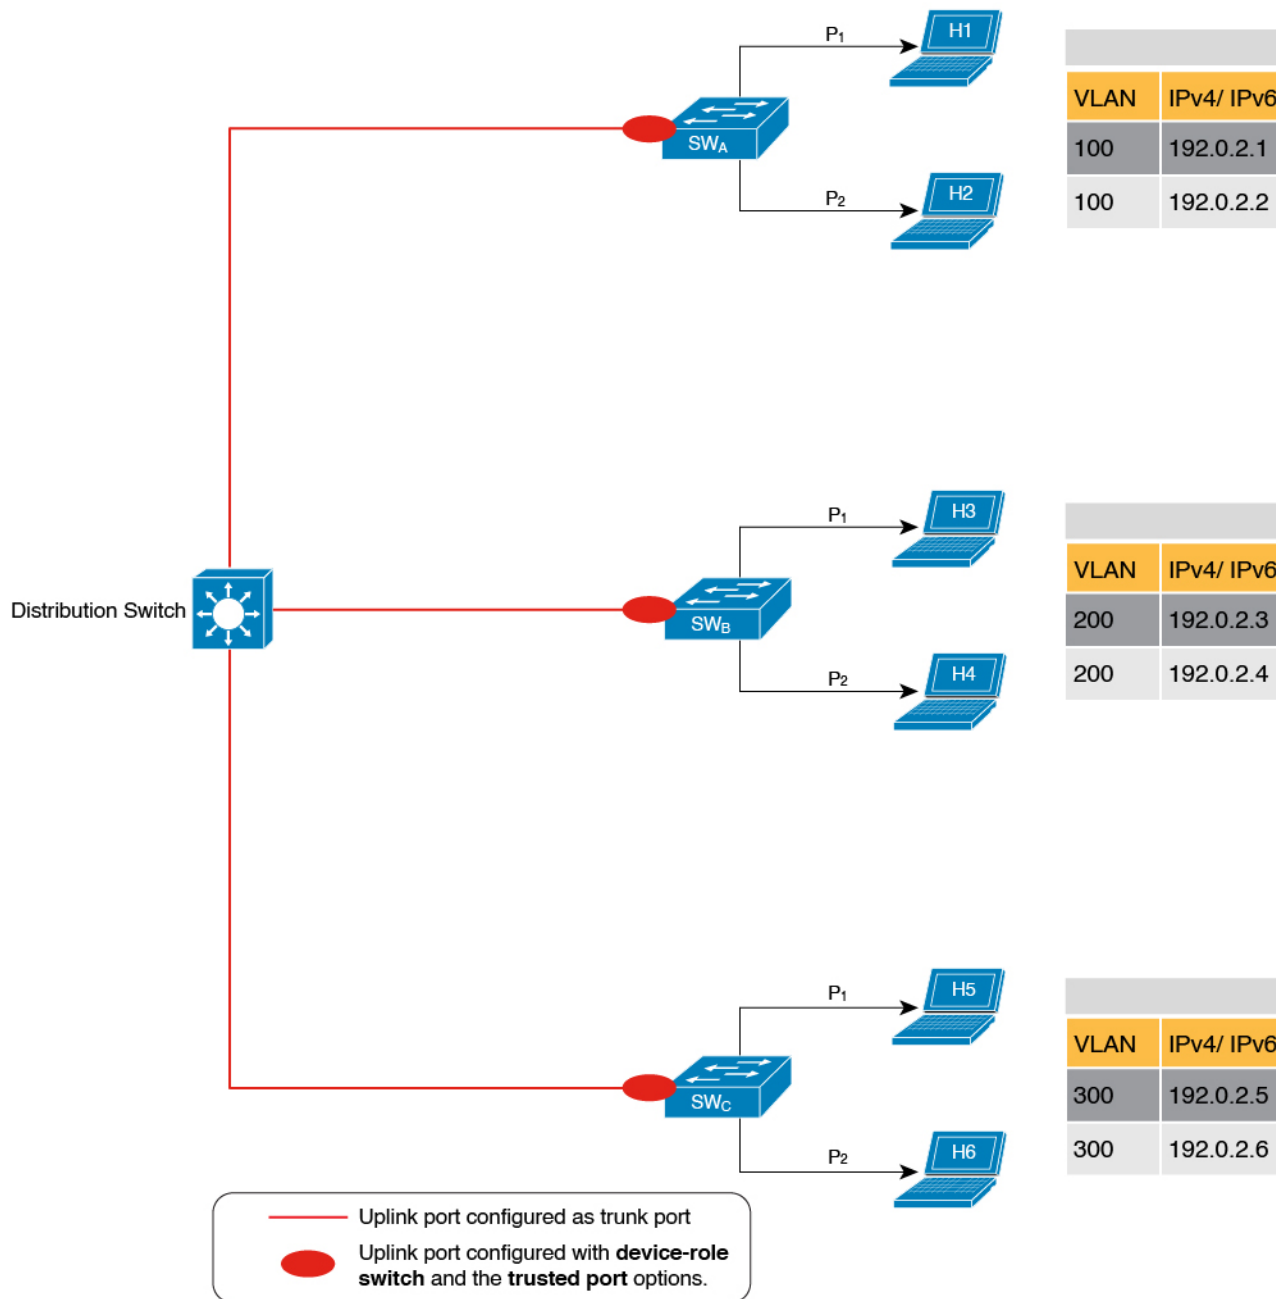 P1
H1
SWA
P2
H2
VLAN IPv4/ IPv6
100 192.0.2.1
100 192.0.2.2
P1
H3
Distribution Switch
SWB
P2
H4
VLAN IPv4/ IPv6
200 192.0.2.3
200 192.0.2.4
P1
H5
SWC
P2
H6
VLAN IPv4/ IPv6
300 192.0.2.5
300 192.0.2.6
Uplink port configured as trunk port
Uplink port configured with device-role
switch and the trusted port options.